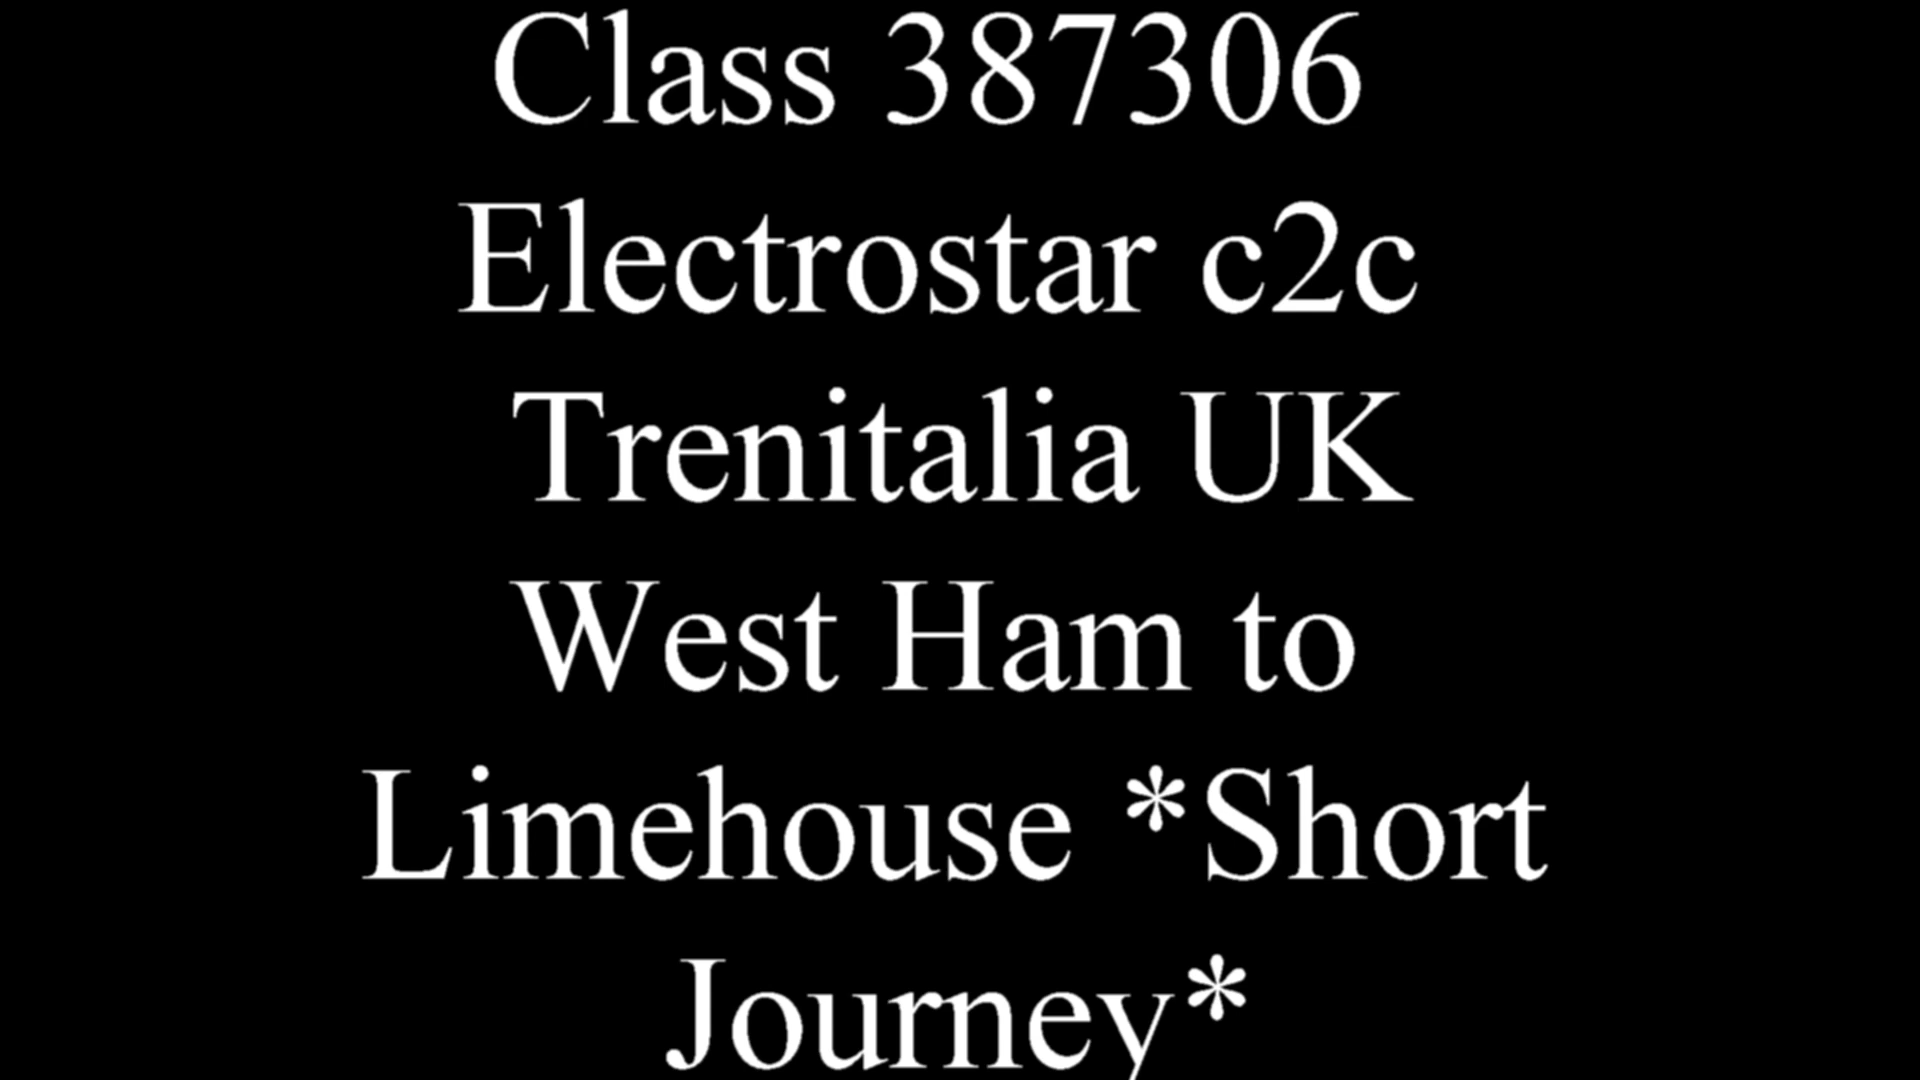 Class 387306
Electrostar c2c
Trenitalia UK
West Ham to
Limehouse *Short
Journey*